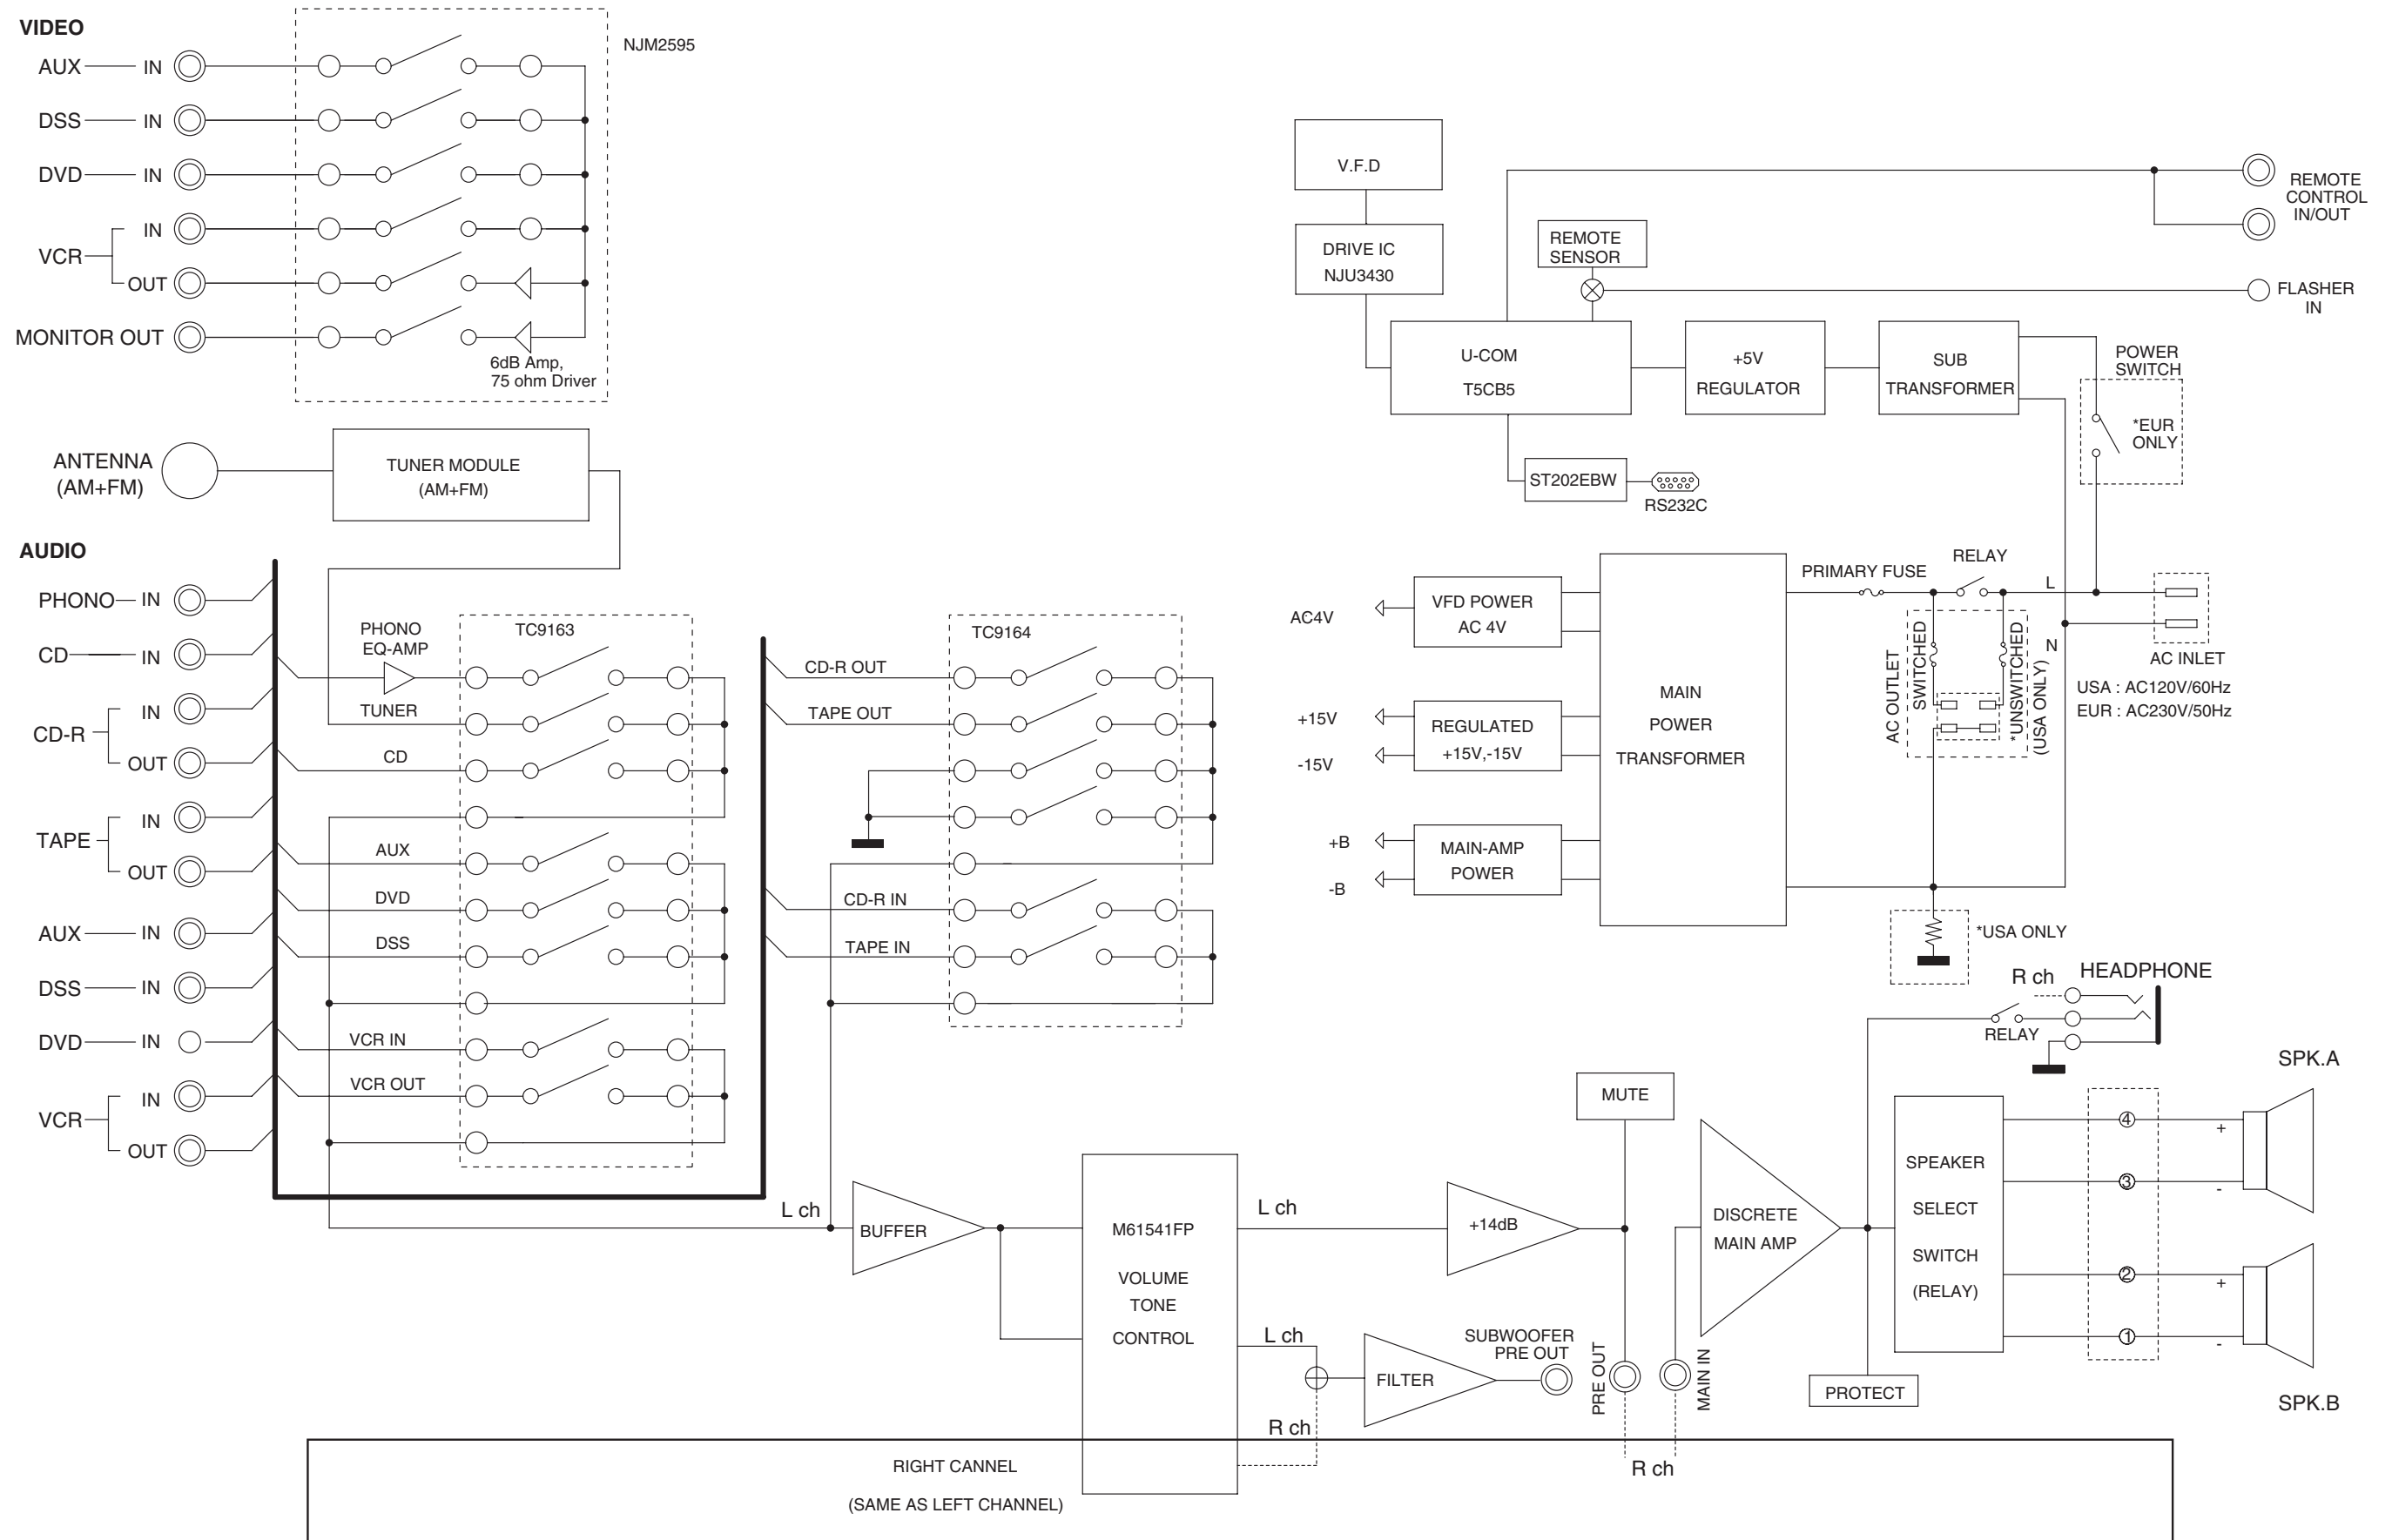 VIDEO
AUX IN
DSS IN
DVD IN
VCR
IN
OUT
MONITOR OUT
NJM2595
6dB Amp,
75 ohm Driver
ANTENNA
(AM+FM)
TUNER MODULE
(AM+FM)
AUDIO
PHONO IN
CD IN
CD-R
IN
OUT
TAPE
IN
OUT
AUX IN
DSS IN
DVD IN
VCR
IN
OUT
PHONO
EQ-AMP
TC9163
TUNER
CD
AUX
DVD
DSS
VCR IN
VCR OUT
TC9164
CD-R OUT
TAPE OUT
CD-R IN
TAPE IN
V.F.D
DRIVE IC
NJU3430
REMOTE
SENSOR
REMOTE
CONTROL
IN/OUT
FLASHER
IN
U-COM
T5CB5
+5V
REGULATOR
SUB
TRANSFORMER
POWER
SWITCH
*EUR
ONLY
ST202EBW
RS232C
AC4V
VFD POWER
AC 4V
+15V
-15V
REGULATED
+15V,-15V
+B
-B
MAIN-AMP
POWER
MAIN
POWER
TRANSFORMER
PRIMARY FUSE
RELAY
L
N
AC OUTLET
SWITCHED
*UNSWITCHED
(USA ONLY)
AC INLET
USA : AC120V/60Hz
EUR : AC230V/50Hz
*USA ONLY
R ch
HEADPHONE
RELAY
L ch
BUFFER
M61541FP
VOLUME
TONE
CONTROL
L ch
+14dB
MUTE
L ch
R ch
FILTER
SUBWOOFER
PRE OUT
PRE OUT
MAIN IN
R ch
DISCRETE
MAIN AMP
PROTECT
SPEAKER
SELECT
SWITCH
(RELAY)
4
3
2
1
+
-
+
-
SPK.A
SPK.B
RIGHT CANNEL
(SAME AS LEFT CHANNEL)